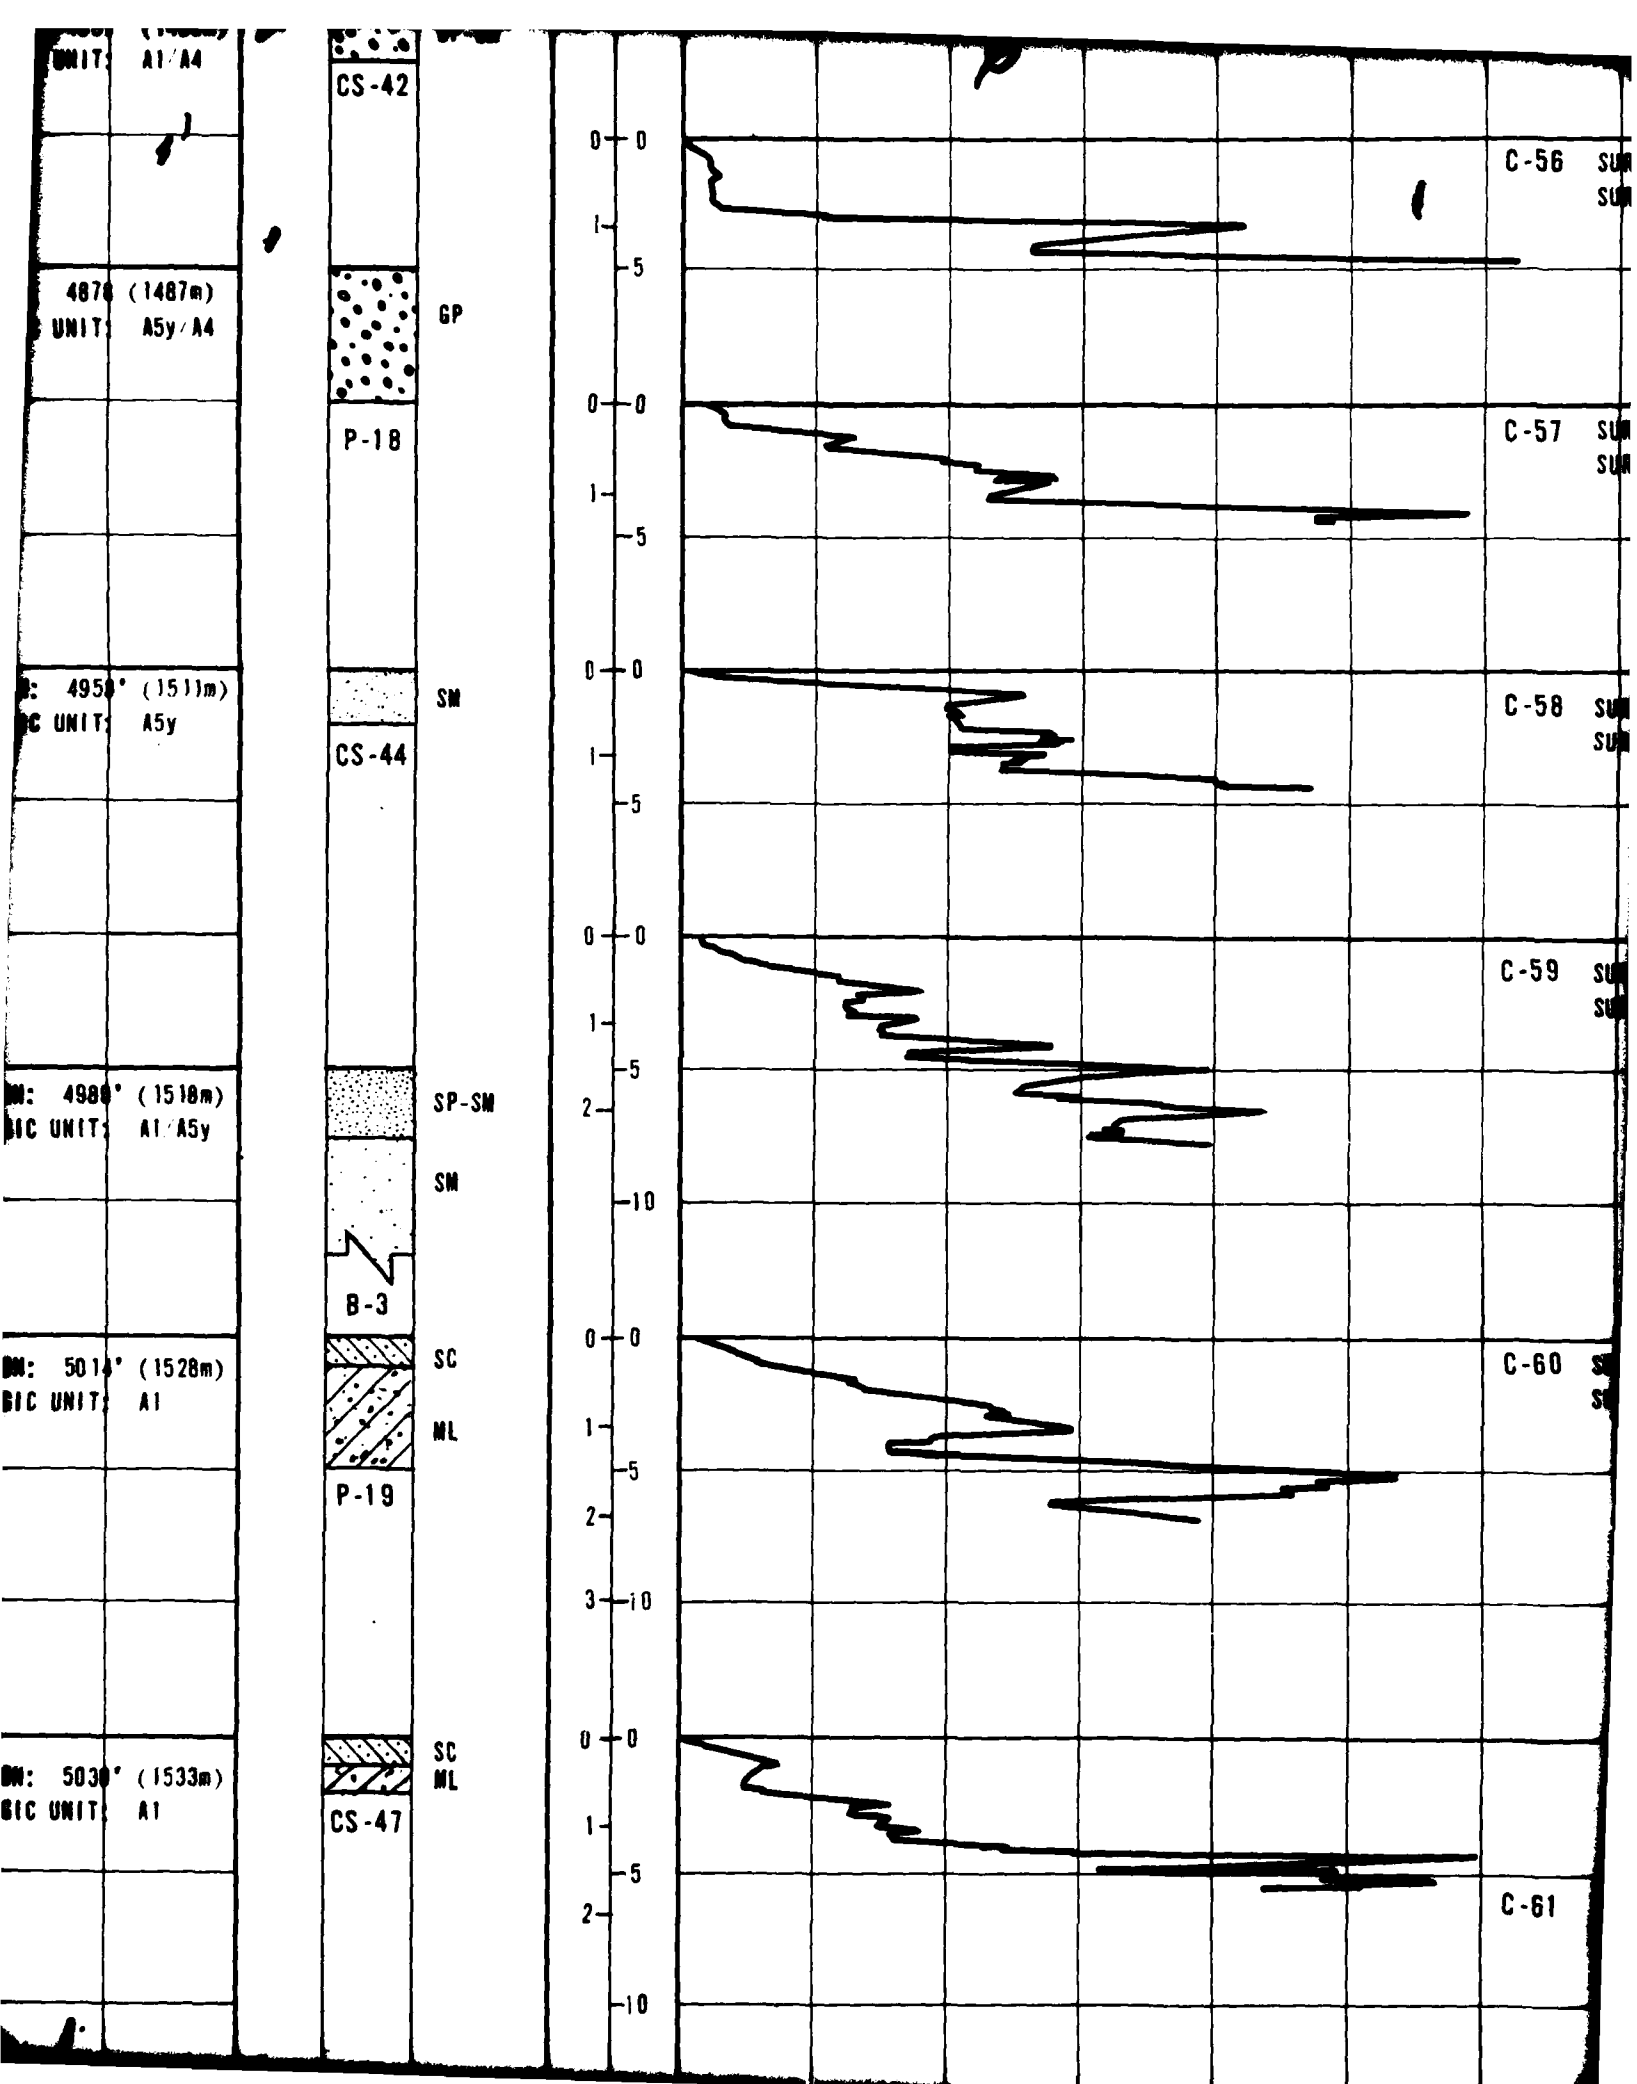 UNIT: A1/A4
CS-42
0 0
C-56
1
5
4878 (1487m)
UNIT: A5y/A4
GP
0 0
P-18
C-57
1
5
0 0
4958' (1511m)
C UNIT: A5y
SM
C-58
CS-44
1
5
0 0
C-59
1
5
4980' (1518m)
GIC UNIT: A1/A5y
SP-SM
2
SM
10
B-3
0 0
5014' (1528m)
GIC UNIT: A1
SC
C-60
ML
1
5
P-19
2
3 10
0 0
SC
5030' (1533m)
ML
GIC UNIT: A1
CS-47
1
5
C-61
2
10